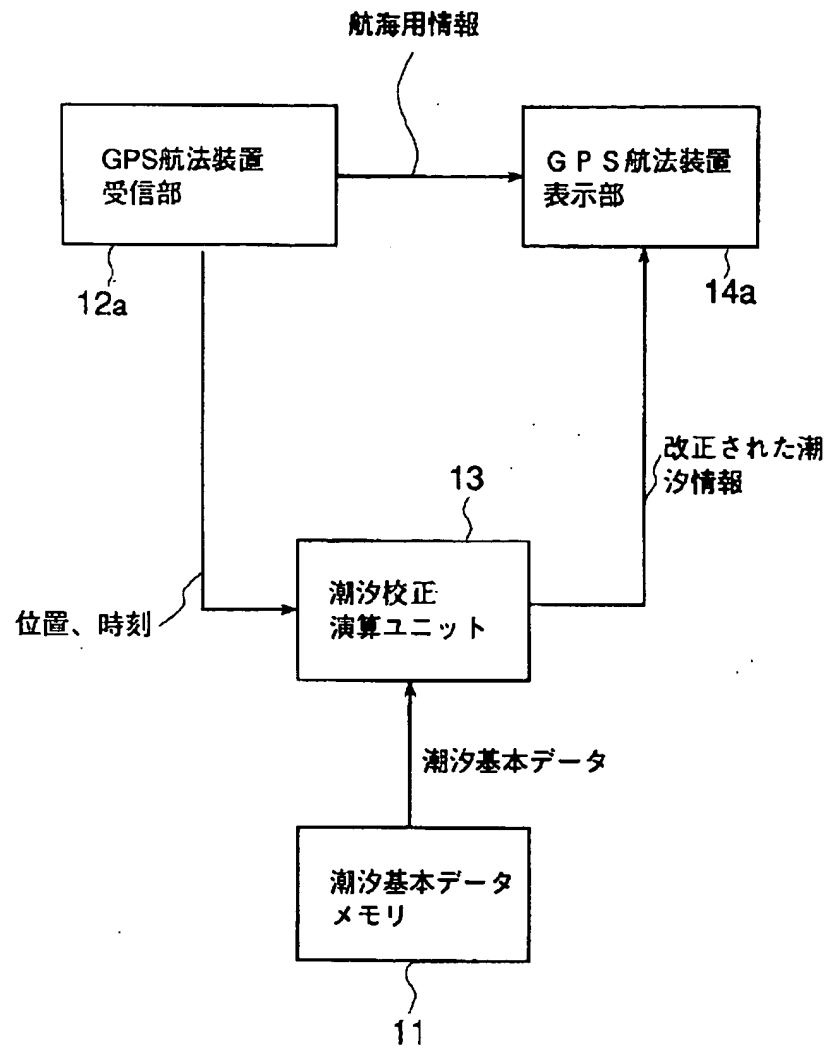 航海用情報
GPS航法装置
受信部
ＧＰＳ航法装置
表示部
12a
14a
改正された潮
汐情報
13
潮汐校正
演算ユニット
位置、時刻
潮汐基本データ
潮汐基本データ
メモリ
11